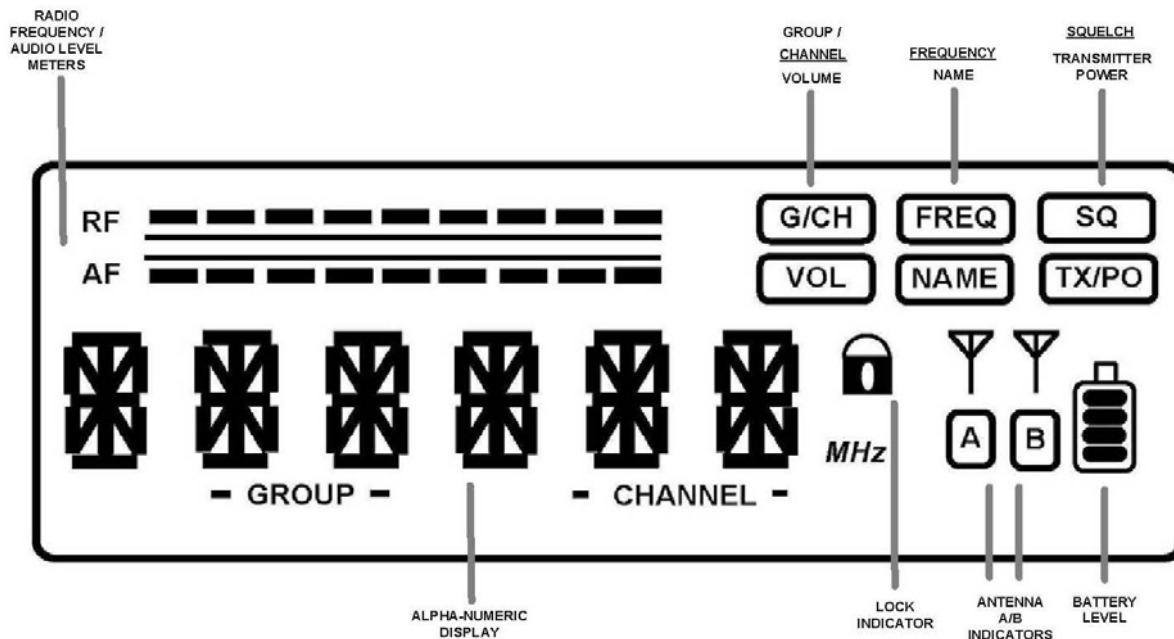 RADIO
FREQUENCY /
AUDIO LEVEL
METERS
GROUP /
CHANNEL
VOLUME
FREQUENCY
NAME
SQUELCH
TRANSMITTER
POWER
RF
AF
G/CH
FREQ
SQ
VOL
NAME
TX/PO
MHz
A
B
- GROUP -
- CHANNEL -
ALPHA-NUMERIC
DISPLAY
LOCK
INDICATOR
ANTENNA
A/B
INDICATORS
BATTERY
LEVEL